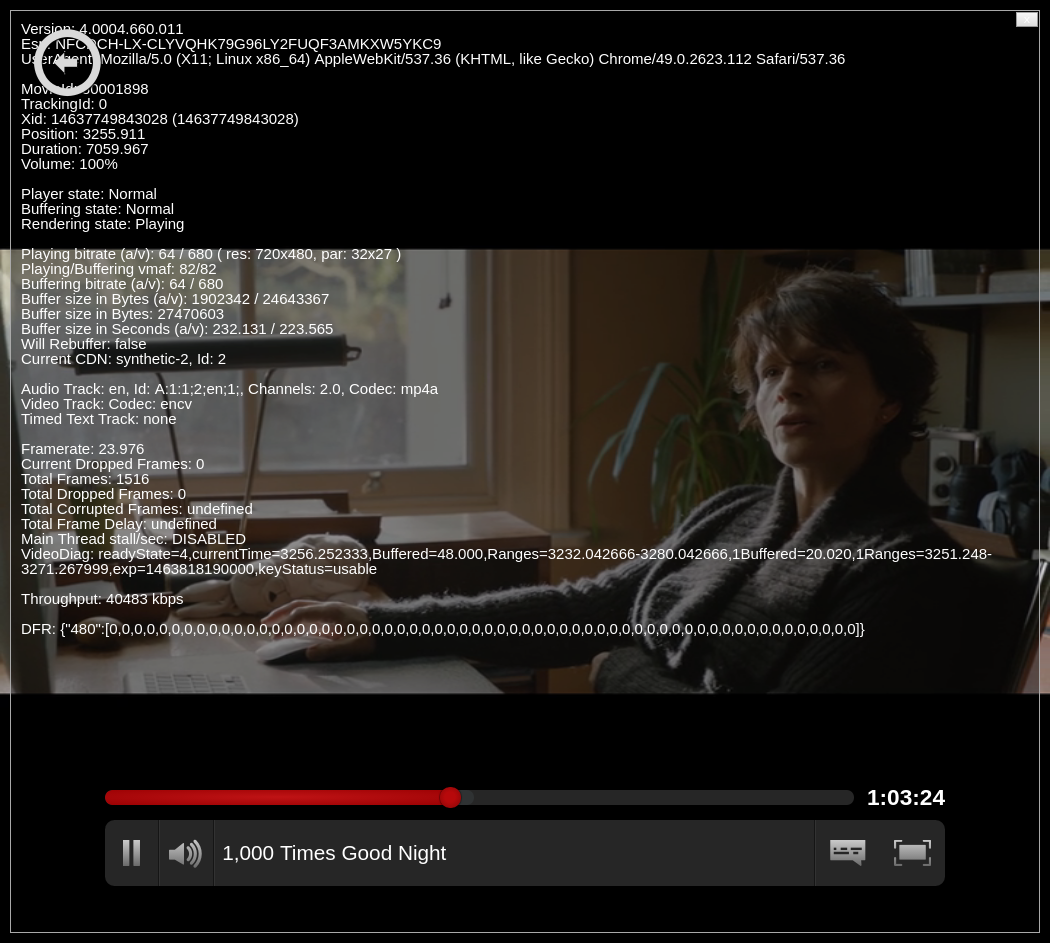 Version: 4.0004.660.011
Esn: NFCDCH-LX-CLYVQHK79G96LY2FUQF3AMKXW5YKC9
UserAgent: Mozilla/5.0 (X11; Linux x86_64) AppleWebKit/537.36 (KHTML, like Gecko) Chrome/49.0.2623.112 Safari/537.36
MovieId: 80001898
TrackingId: 0
Xid: 14637749843028 (14637749843028)
Position: 3255.911
Duration: 7059.967
Volume: 100%
Player state: Normal
Buffering state: Normal
Rendering state: Playing
Playing bitrate (a/v): 64 / 680 ( res: 720x480, par: 32x27 )
Playing/Buffering vmaf: 82/82
Buffering bitrate (a/v): 64 / 680
Buffer size in Bytes (a/v): 1902342 / 24643367
Buffer size in Bytes: 27470603
Buffer size in Seconds (a/v): 232.131 / 223.565
Will Rebuffer: false
Current CDN: synthetic-2, Id: 2
Audio Track: en, Id: A:1:1;2;en;1;, Channels: 2.0, Codec: mp4a
Video Track: Codec: encv
Timed Text Track: none
Framerate: 23.976
Current Dropped Frames: 0
Total Frames: 1516
Total Dropped Frames: 0
Total Corrupted Frames: undefined
Total Frame Delay: undefined
Main Thread stall/sec: DISABLED
VideoDiag: readyState=4,currentTime=3256.252333,Buffered=48.000,Ranges=3232.042666-3280.042666,1Buffered=20.020,1Ranges=3251.248-
3271.267999,exp=1463818190000,keyStatus=usable
Throughput: 40483 kbps
DFR: {"480":[0,0,0,0,0,0,0,0,0,0,0,0,0,0,0,0,0,0,0,0,0,0,0,0,0,0,0,0,0,0,0,0,0,0,0,0,0,0,0,0,0,0,0,0,0,0,0,0,0,0,0,0,0,0,0,0,0,0,0,0]}
1:03:24
1,000 Times Good Night